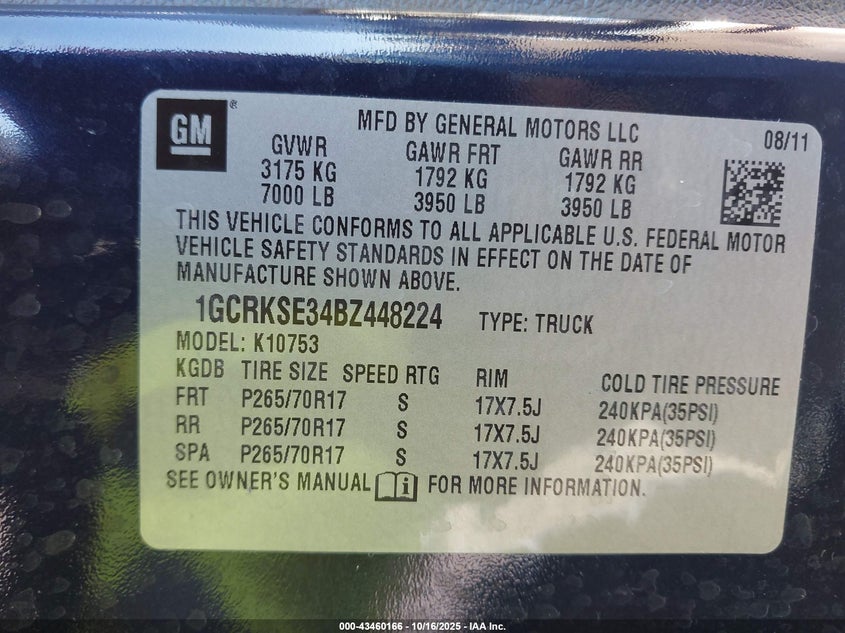 GM®
MFD BY GENERAL MOTORS LLC 08/11
GVWR GAWR FRT GAWR RR
3175 KG 1792 KG 1792 KG
7000 LB 3950 LB 3950 LB
THIS VEHICLE CONFORMS TO ALL APPLICABLE U.S. FEDERAL MOTOR
VEHICLE SAFETY STANDARDS IN EFFECT ON THE DATE OF
MANUFACTURE SHOWN ABOVE.
1GCRKSE34BZ448224 TYPE: TRUCK
MODEL: K10753
KGDB TIRE SIZE SPEED RTG RIM COLD TIRE PRESSURE
FRT P265/70R17 S 17X7.5J 240KPA(35PSI)
RR P265/70R17 S 17X7.5J 240KPA(35PSI)
SPA P265/70R17 S 17X7.5J 240KPA(35PSI)
SEE OWNER'S MANUAL FOR MORE INFORMATION.
000-43460166 - 10/16/2025 - IAA Inc.